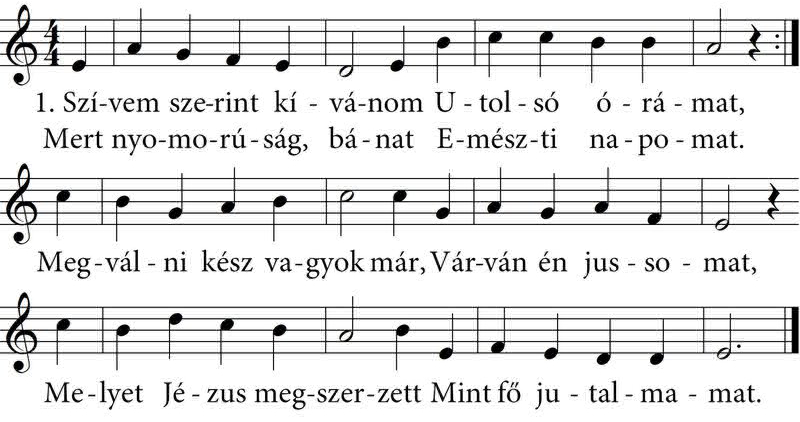 4
4
1. Szí-vem sze-rint kí - vá-nom U - tol - só ó - rá - mat,
Mert nyo-mo-rú-ság, bá-nat E-mész-ti na-po-mat.
Meg-vál - ni kész va-gyok már, Vár-ván én jus - so - mat,
Me-lyet Jé - zus meg-szer-zett Mint fő ju - tal - ma - mat.